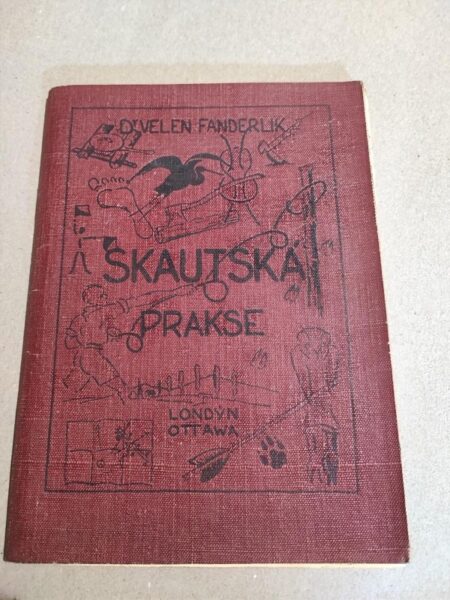 Dr VELEN FANDERLIK
SKAUTSKÁ
PRAKSE
LONDÝN
OTTAWA